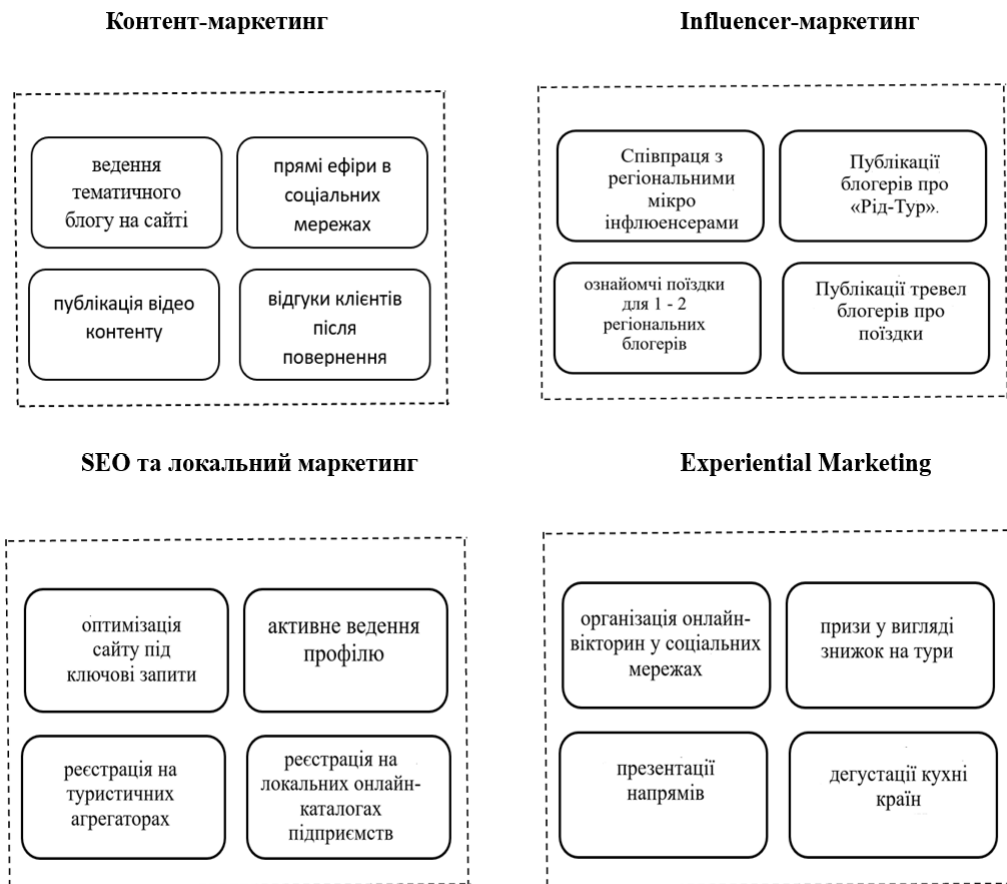 Контент-маркетинг
ведення
тематичного
блогу на сайті
прямі ефіри в
соціальних
мережах
публікація відео
контенту
відгуки клієнтів
після
повернення
Influencer-маркетинг
Співпраця з
регіональними
мікро
інфлюенсерами
Публікації
блогерів про
«Рід-Тур».
ознайомчі поїздки
для 1 - 2
регіональних
блогерів
Публікації тревел
блогерів про
поїздки
SEO та локальний маркетинг
оптимізація
сайту під
ключові запити
активне ведення
профілю
реєстрація на
туристичних
агрегаторах
реєстрація на
локальних онлайн-
каталогах
підприємств
Experiential Marketing
організація онлайн-
вікторин у соціальних
мережах
призи у вигляді
знижок на тури
презентації
напрямів
дегустації кухні
країн